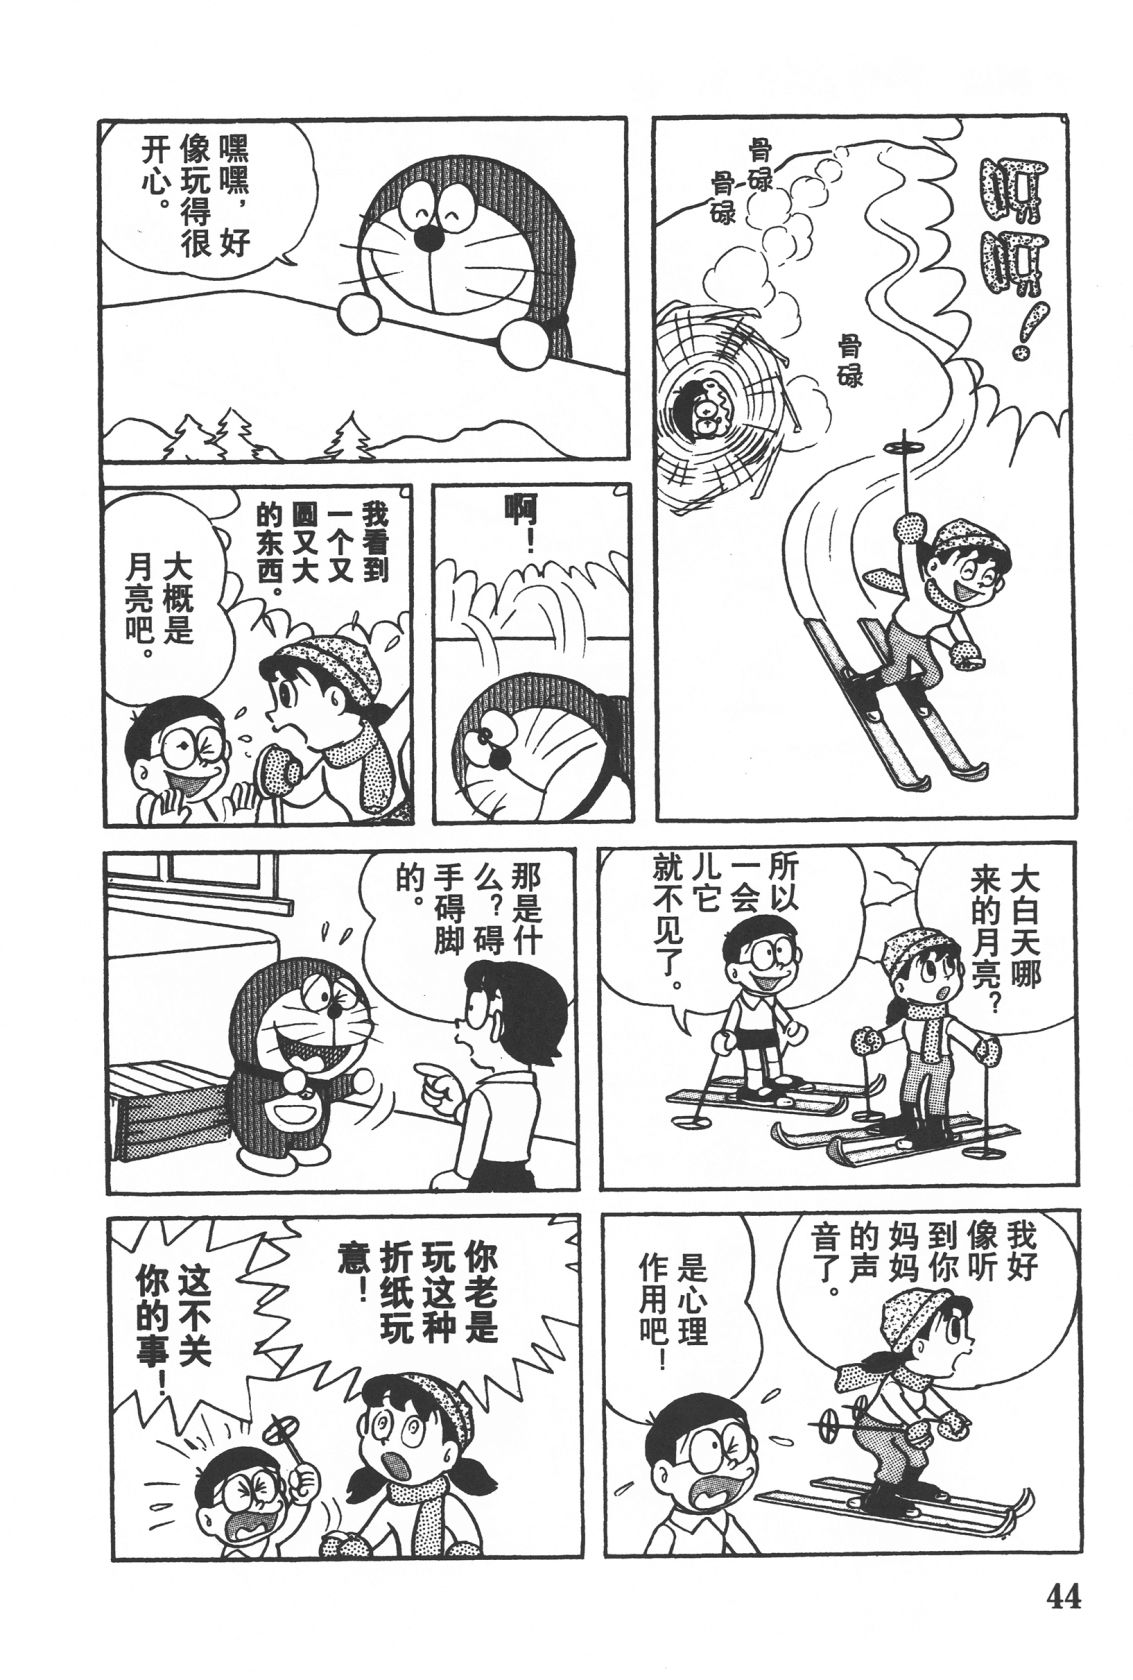 呀呀！
骨碌
骨碌
骨碌
嘿嘿，好
像玩得很
开心。
啊！
我看到
一个又
圆又大
的东西。
大概是
月亮吧。
大白天哪
来的月亮?
所以
一会
儿它
就不见了。
那是什
么?碍
手碍脚
的。
我好
像听
到你
妈妈
的声
音了。
是心理
作用吧！
你老是
玩这种
折纸玩
意！
这不关
你的事！
44